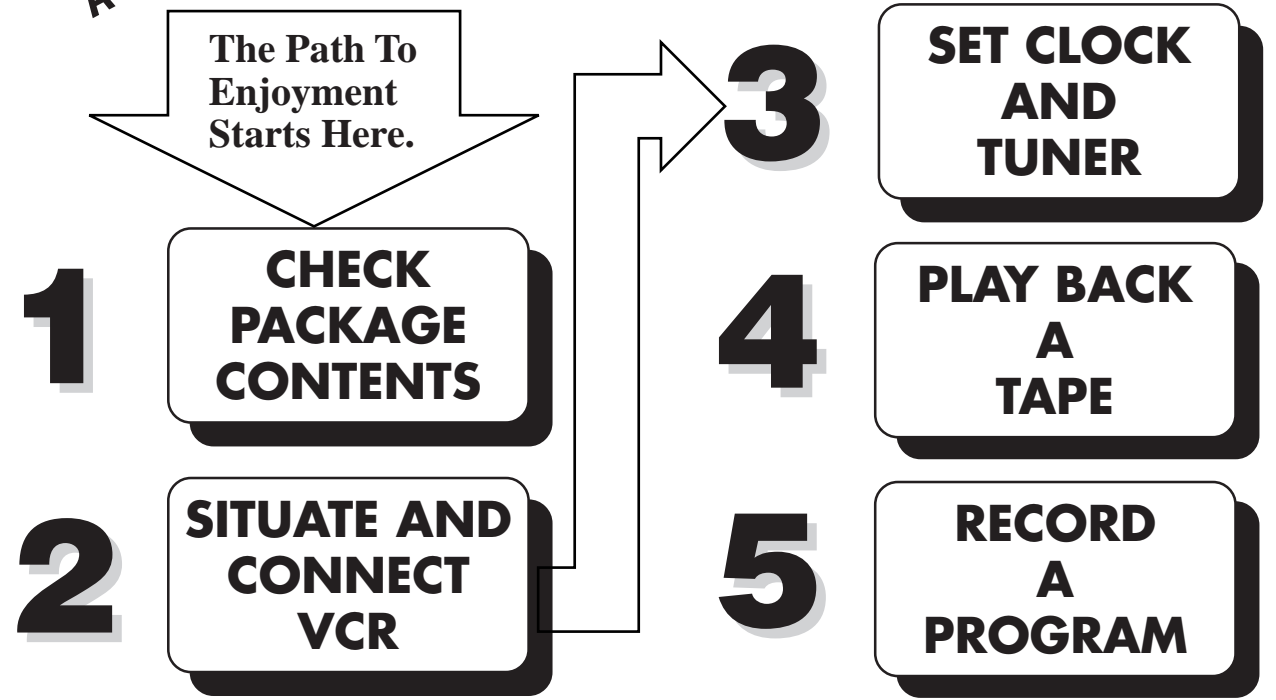 The Path To
Enjoyment
Starts Here.
1
CHECK
PACKAGE
CONTENTS
2
SITUATE AND
CONNECT
VCR
3
SET CLOCK
AND
TUNER
4
PLAY BACK
A
TAPE
5
RECORD
A
PROGRAM